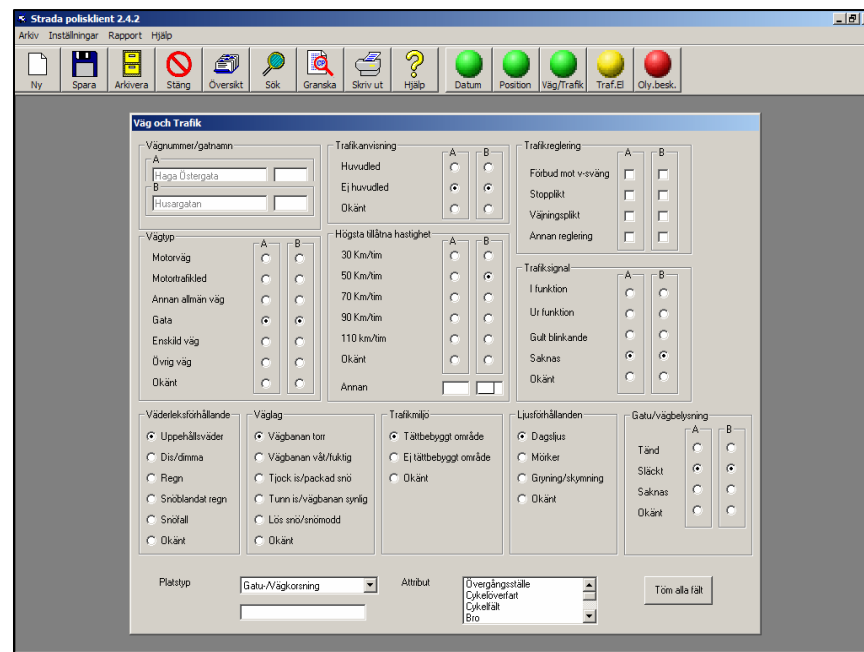 Strada polisklient 2.4.2
Arkiv Inställningar Rapport Hjälp
Ny Spara Arkivera Stäng Översikt Sök Granska Skriv ut Hjälp Datum Position Väg/Trafik Traf.El Oly.besk.
Väg och Trafik
Vägnummer/gatnamn
A
Haga Östergata
B
Husargatan
Trafikanvisning
A B
Huvudled
Ej huvudled
Okänt
Trafikreglering
A B
Förbud mot v-sväng
Stopplikt
Väjningsplikt
Annan reglering
Vägtyp
A B
Motorväg
Motortrafikled
Annan allmän väg
Gata
Enskild väg
Övrig väg
Okänt
Högsta tillåtna hastighet
A B
30 Km/tim
50 Km/tim
70 Km/tim
90 Km/tim
110 km/tim
Okänt
Annan
Trafiksignal
A B
I funktion
Ur funktion
Gult blinkande
Saknas
Okänt
Väderleksförhållande
Uppehållsväder
Dis/dimma
Regn
Snöblandat regn
Snöfall
Okänt
Väglag
Vägbanan torr
Vägbanan våt/fuktig
Tjock is/packad snö
Tunn is/vägbanan synlig
Lös snö/snömodd
Okänt
Trafikmiljö
Tättbebyggt område
Ej tättbebyggt område
Okänt
Ljusförhållanden
Dagsljus
Mörker
Gryning/skymning
Okänt
Gatu/vägbelysning
A B
Tänd
Släckt
Saknas
Okänt
Platstyp
Gatu-/Vägkorsning
Attribut
Övergångsställe
Cykelöverfart
Cykelfält
Bro
Töm alla fält